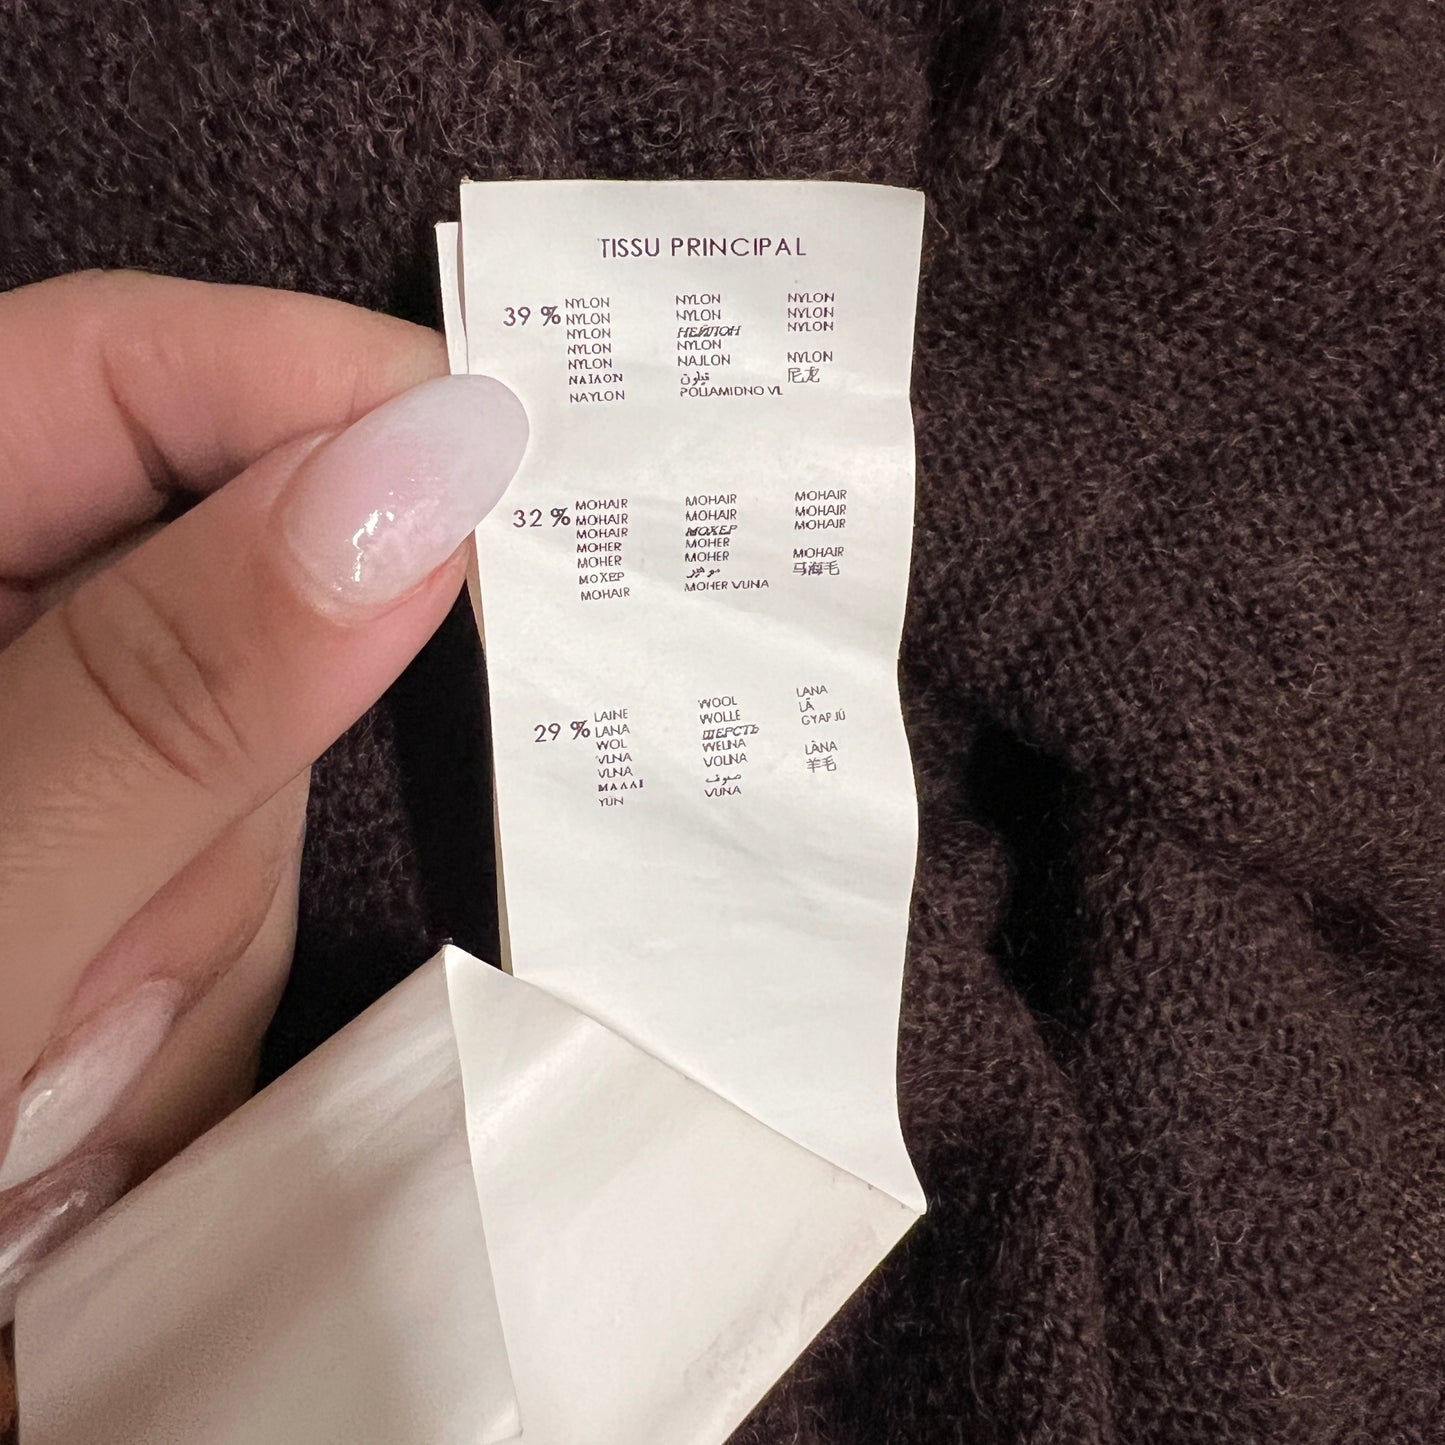 TISSU PRINCIPAL
39 %
NYLON NYLON NYLON
NYLON NYLON NYLON
NYLON НЕЙЛОН NYLON
NYLON NYLON
NYLON NAJLON NYLON
ΝΑΪΛΟΝ 尼龙
NAYLON POLIAMIDNO VL
32 %
MOHAIR MOHAIR MOHAIR
MOHAIR MOHAIR MOHAIR
MOHAIR МОХЕР MOHAIR
MOHER MOHER
MOHER MOHER MOHAIR
ΜΟΧΕΡ موهير 马海毛
MOHAIR MOHER VUNA
29 %
LAINE WOOL LANA
LANA WOLLE LÃ
WOL ШЕРСТЬ GYAPJÚ
VLNA WEŁNA
VLNA VOLNA LÂNA
ΜΑΛΛΙ صوف 羊毛
YÜN VUNA